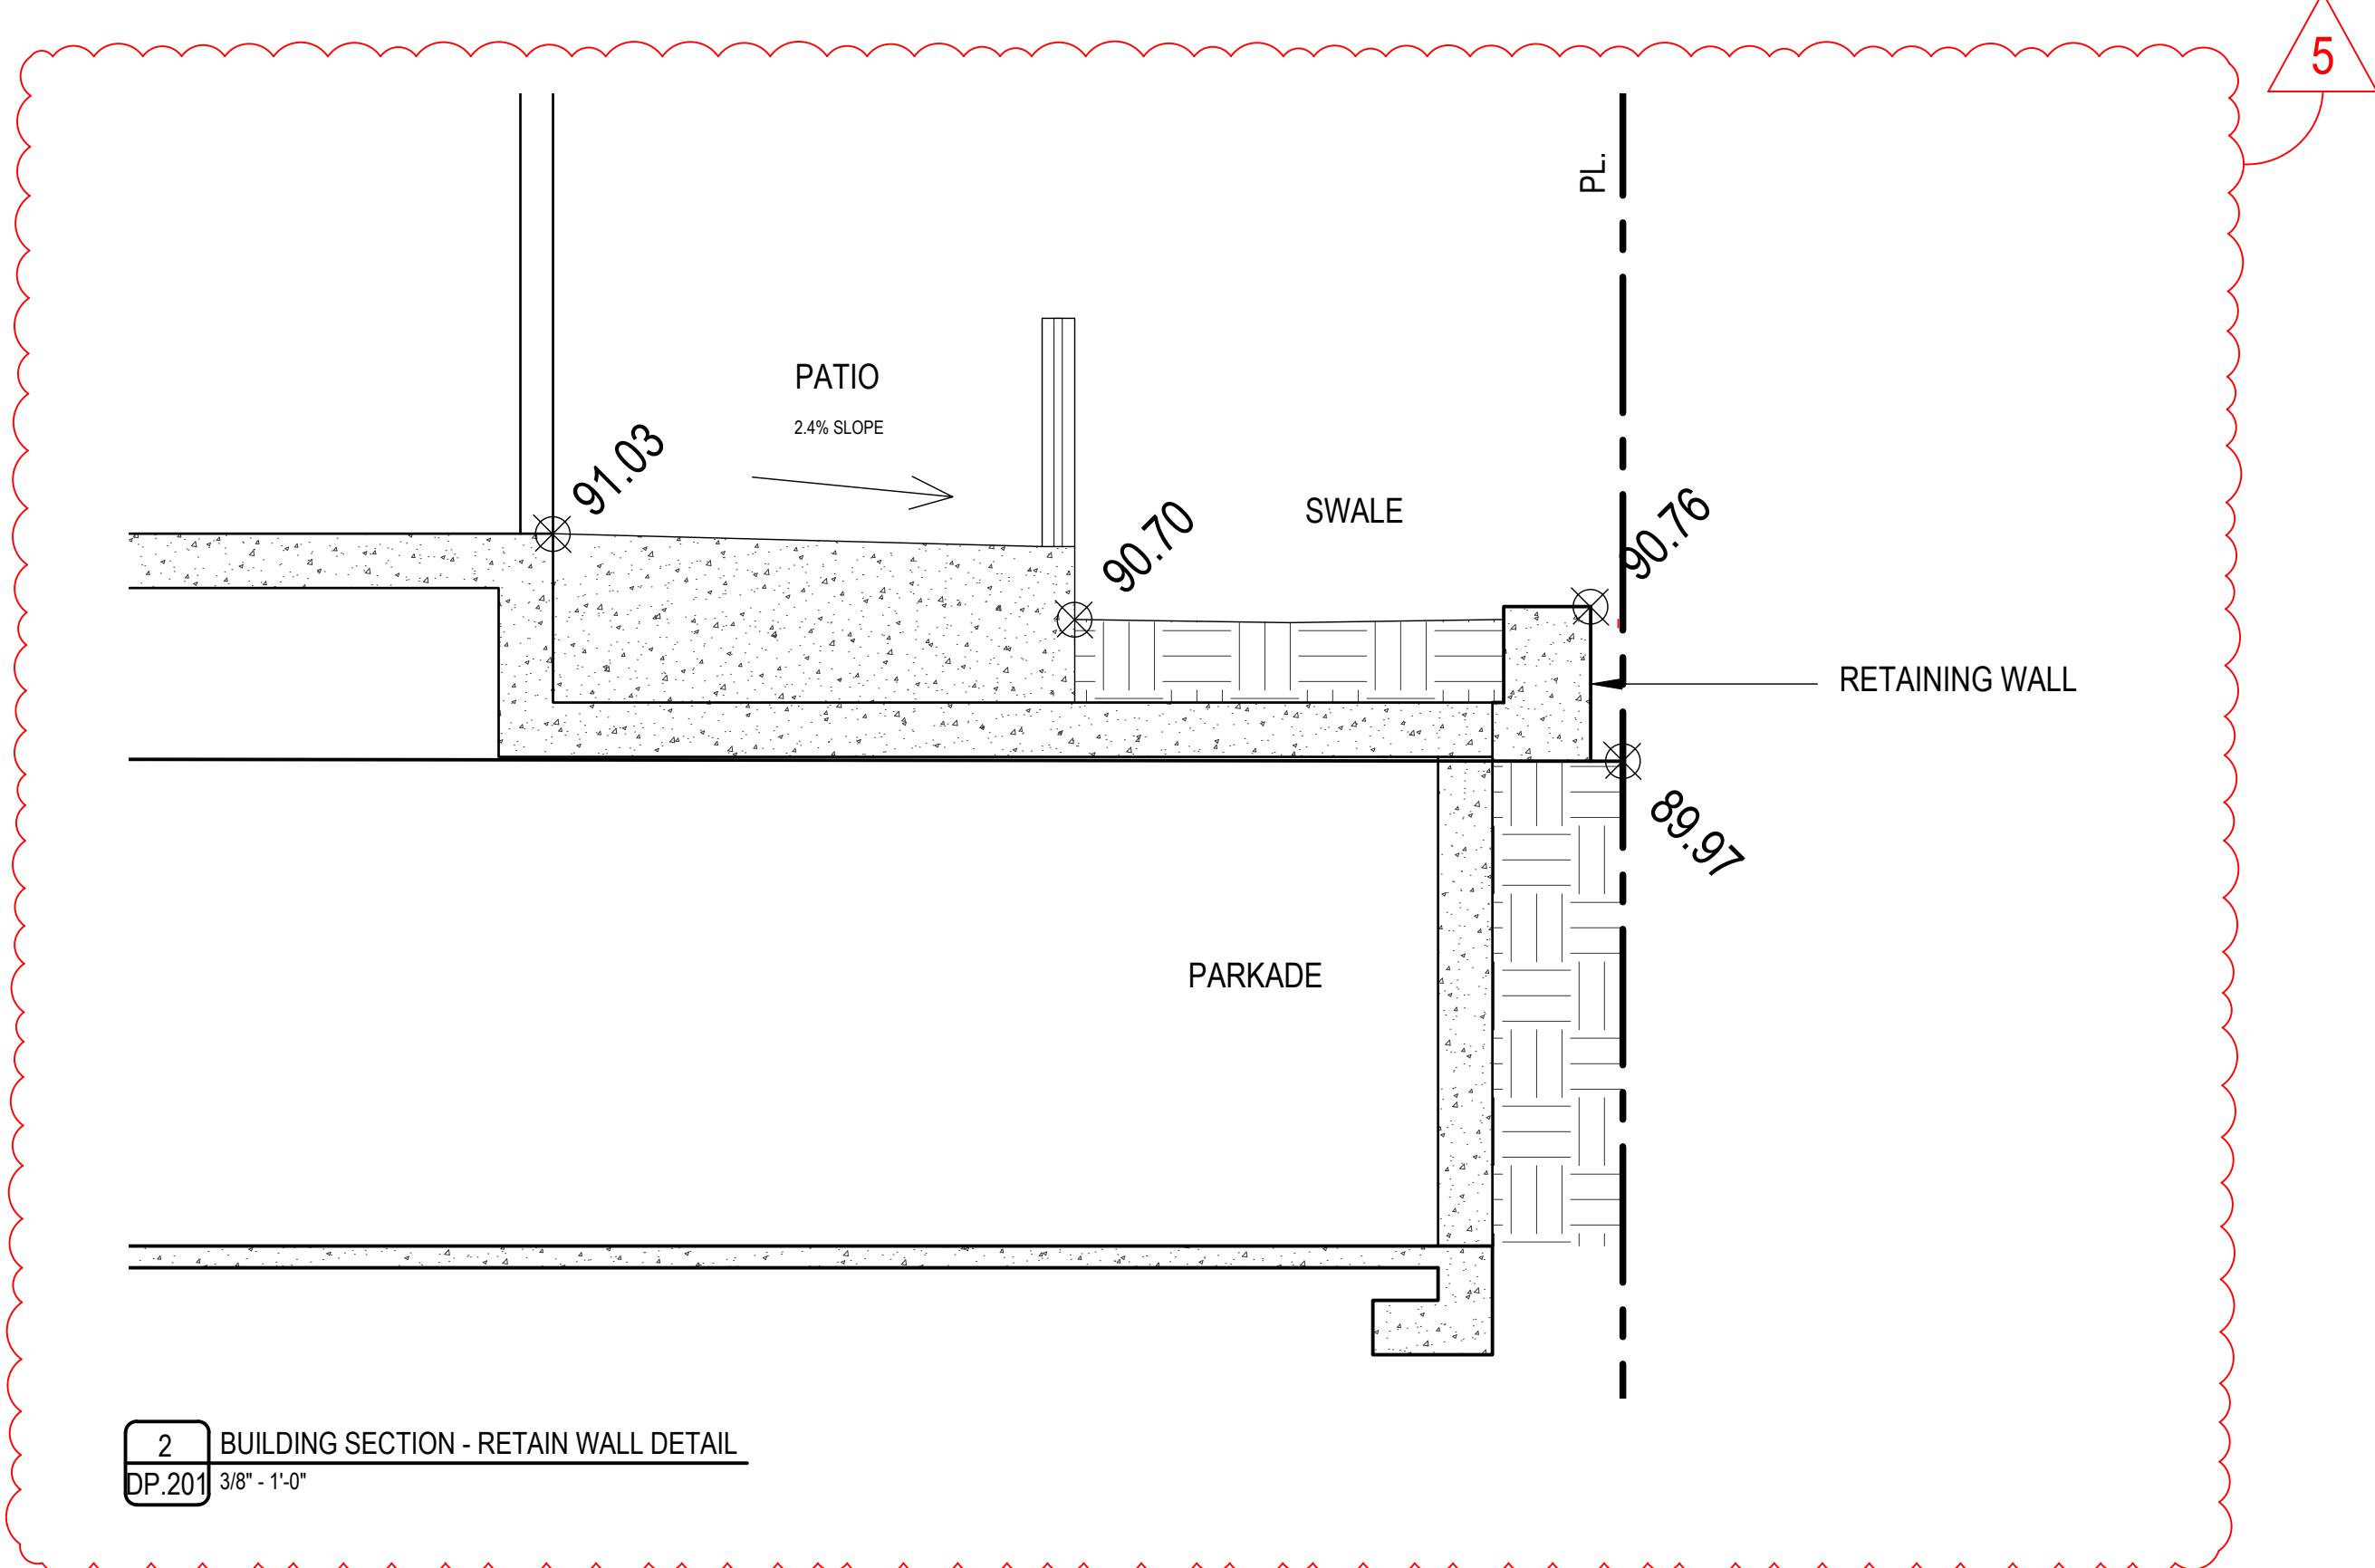 5
PL.
PATIO
2.4% SLOPE
91.03
90.70
SWALE
90.76
RETAINING WALL
89.97
PARKADE
2
BUILDING SECTION - RETAIN WALL DETAIL
DP.201
3/8" - 1'-0"